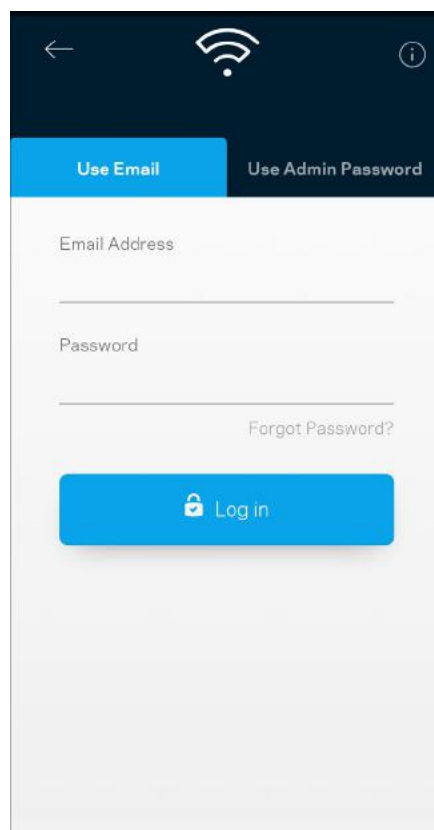 Use Email
Use Admin Password
Email Address
Password
Forgot Password?
Log in